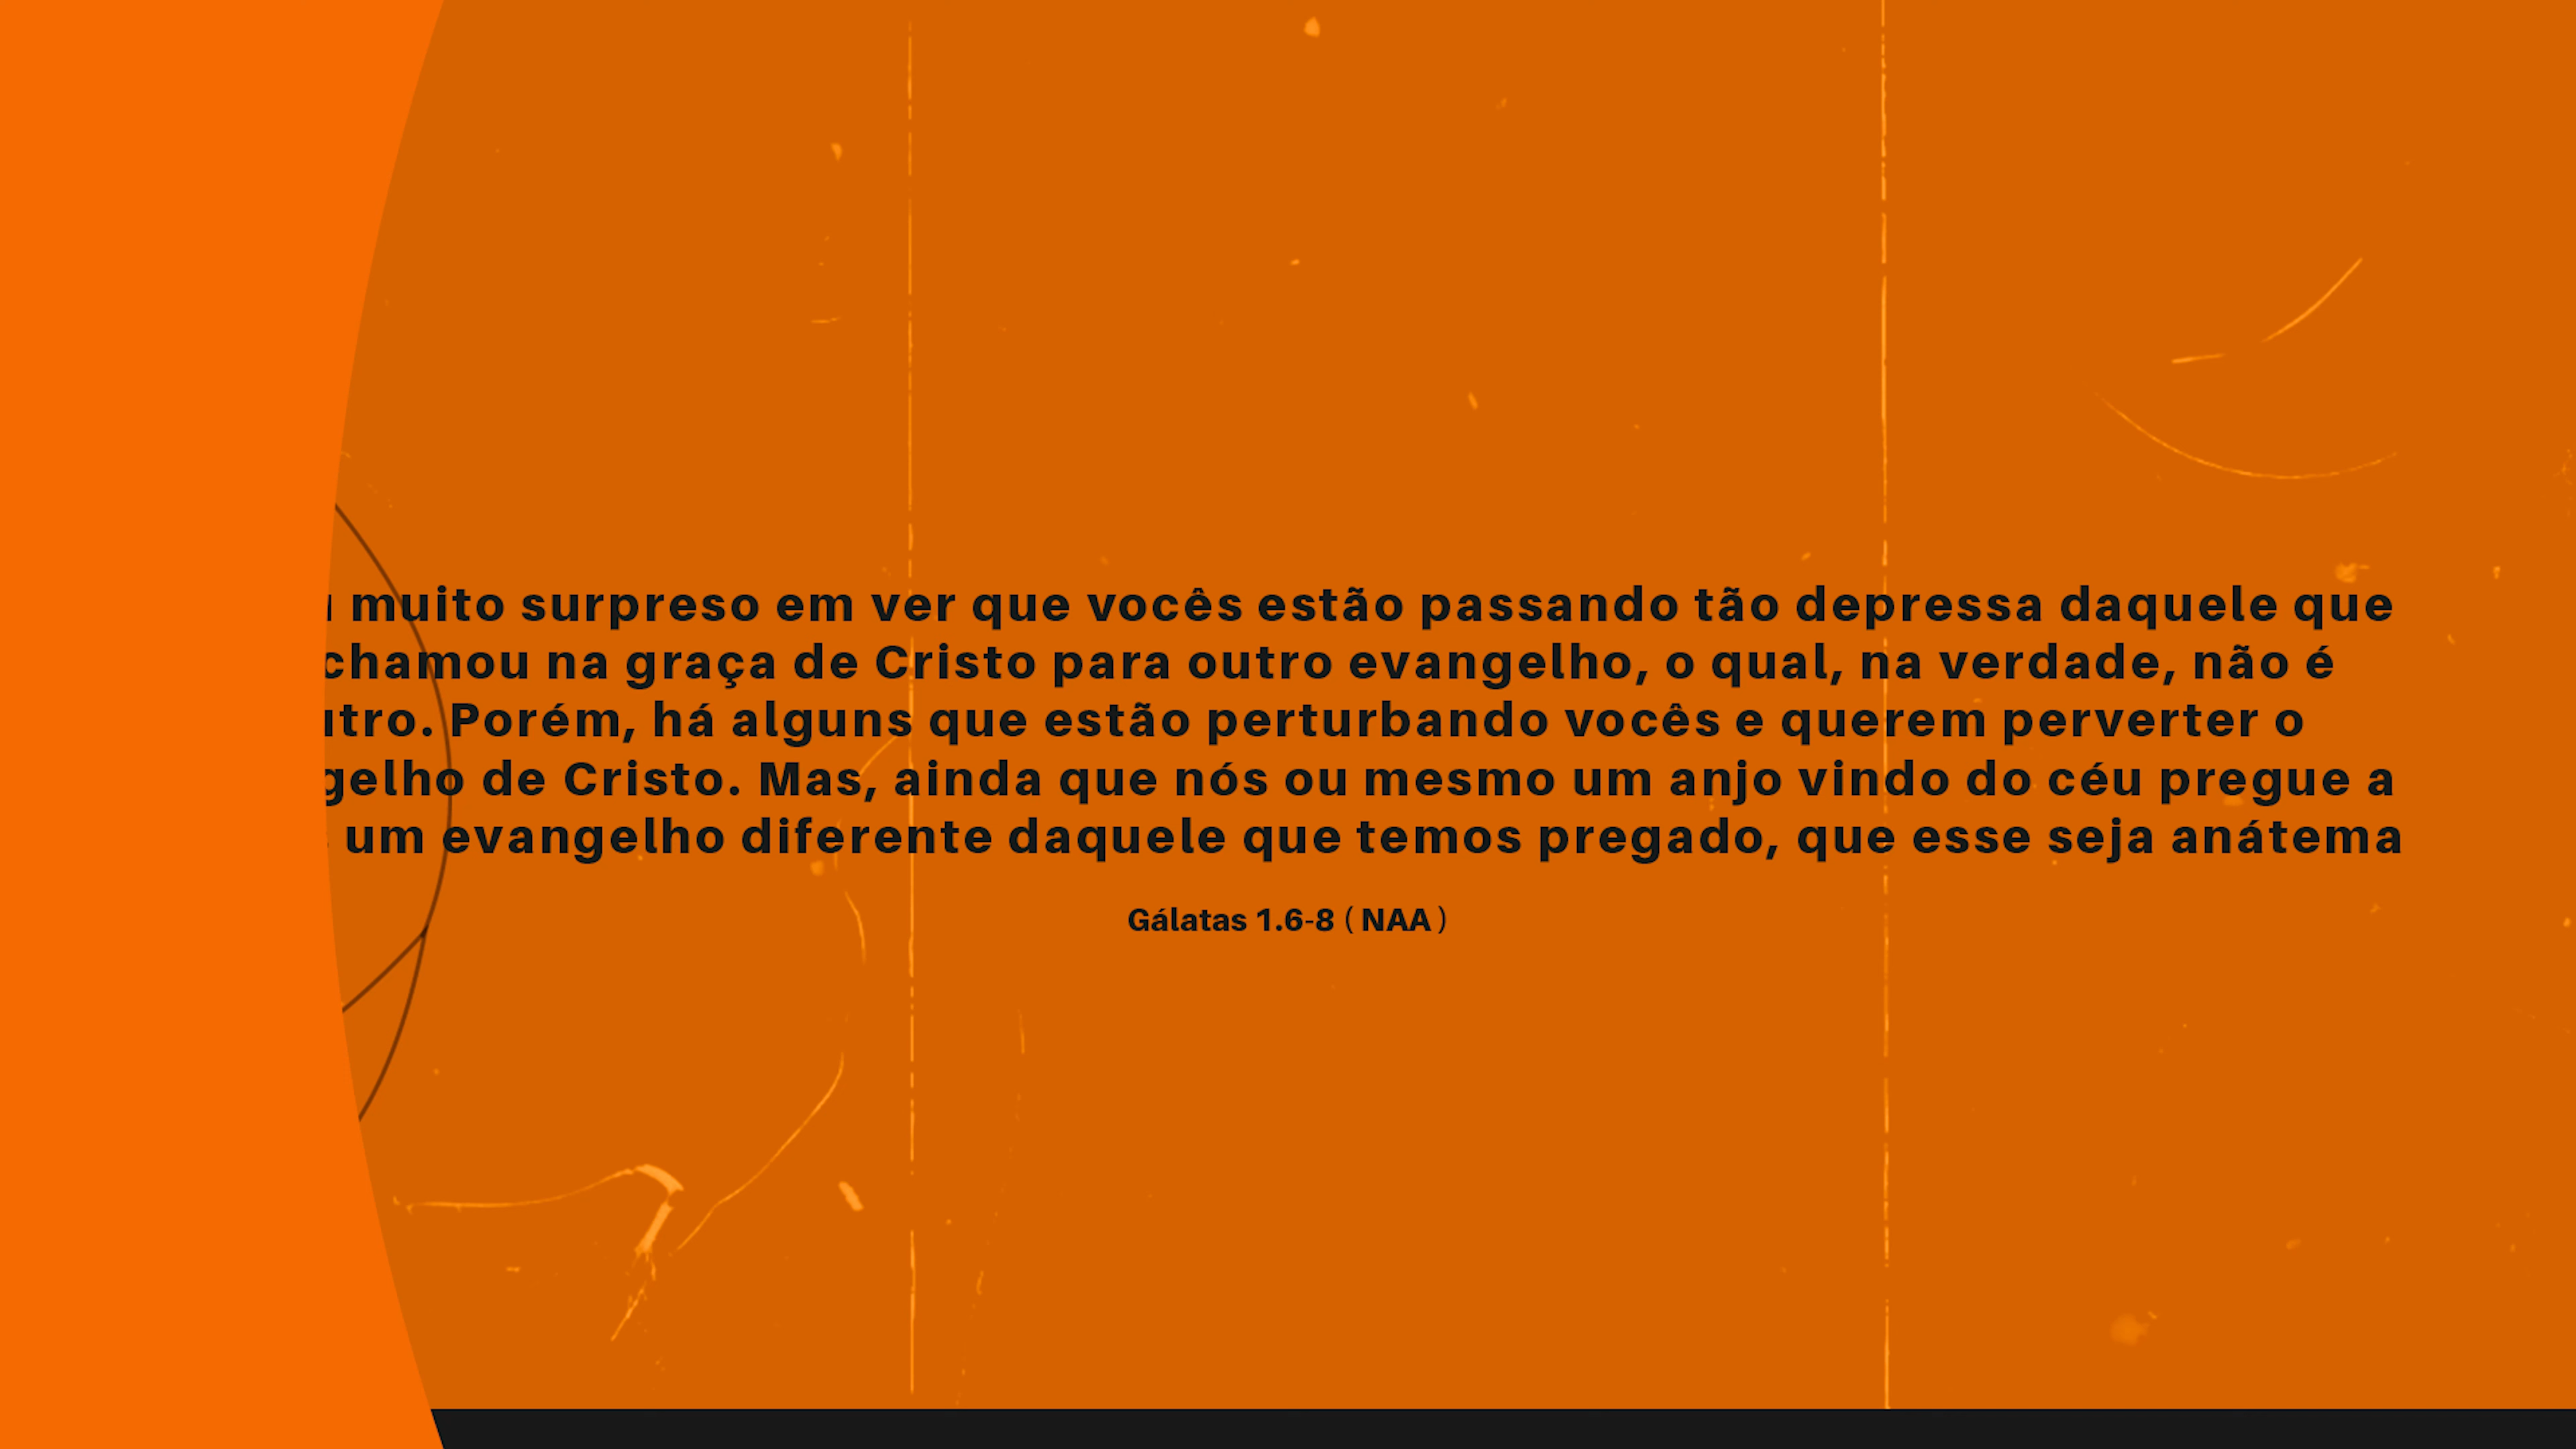 muito surpreso em ver que vocês estão passando tão depressa daquele que
chamou na graça de Cristo para outro evangelho, o qual, na verdade, não é
Porém, há alguns que estão perturbando vocês e querem perverter o
de Cristo. Mas, ainda que nós ou mesmo um anjo vindo do céu pregue a
um evangelho diferente daquele que temos pregado, que esse seja anátema
Gálatas 1.6-8 ( NAA )